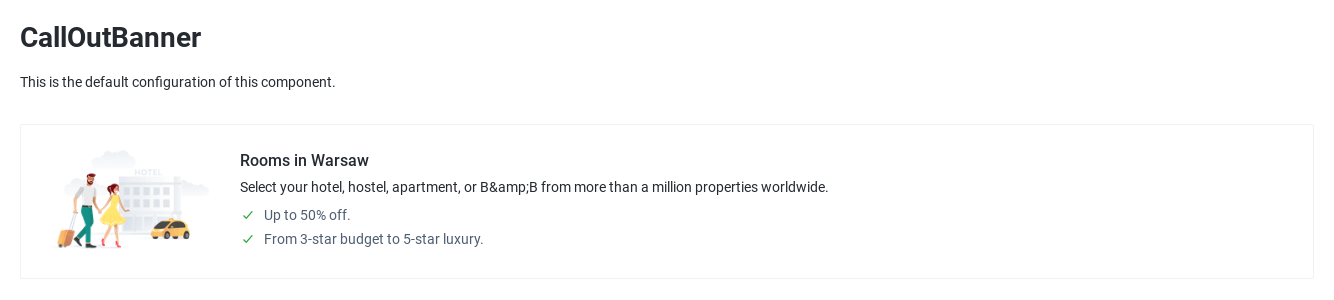 CallOutBanner
This is the default configuration of this component.
HOTEL
Rooms in Warsaw
Select your hotel, hostel, apartment, or B&amp;B from more than a million properties worldwide.
Up to 50% off.
From 3-star budget to 5-star luxury.